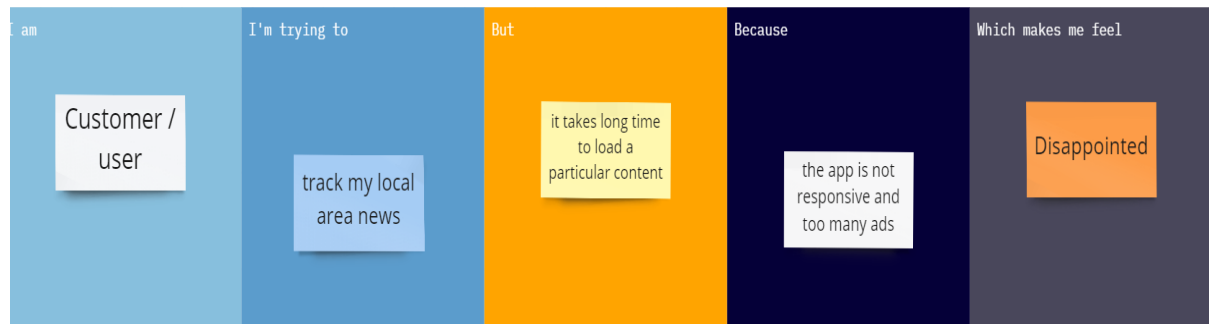 I am
Customer /
user
I'm trying to
track my local
area news
But
it takes long time
to load a
particular content
Because
the app is not
responsive and
too many ads
Which makes me feel
Disappointed